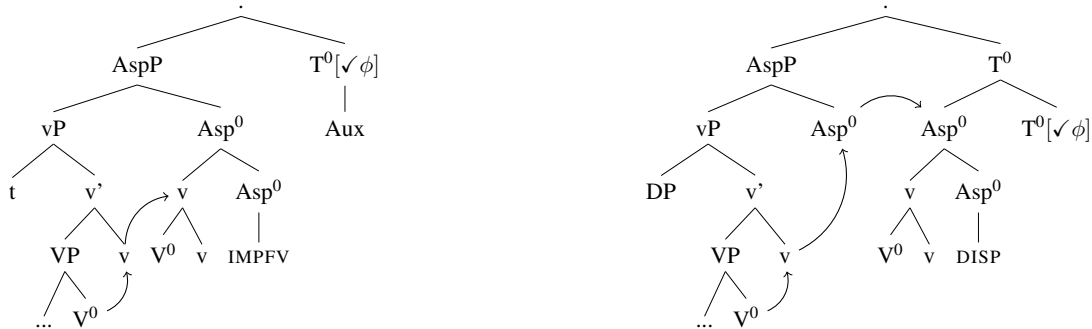 . .
AspP T⁰[✓ϕ] AspP T⁰
vP Asp⁰ Aux vP Asp⁰ Asp⁰ T⁰[✓ϕ]
t v' v Asp⁰ DP v' v Asp⁰
VP v V⁰ v IMPFV VP v V⁰ v DISP
... V⁰ ... V⁰